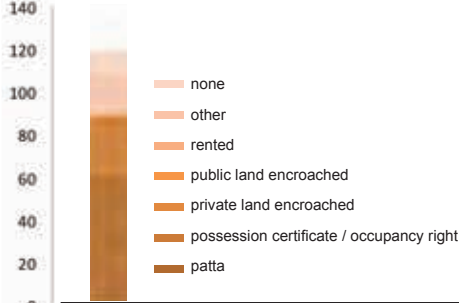 140
120
100
80
60
40
20
none
other
rented
public land encroached
private land encroached
possession certificate / occupancy right
patta